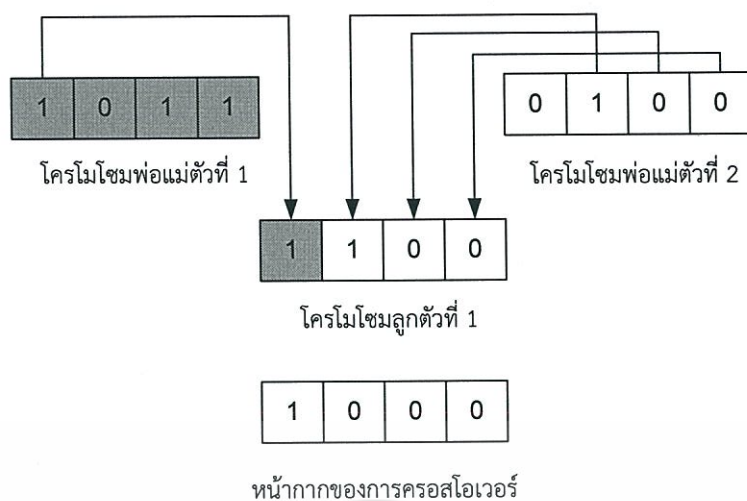 1 0 1 1
0 1 0 0
โครโมโซมพ่อแม่ตัวที่ 1
โครโมโซมพ่อแม่ตัวที่ 2
1 1 0 0
โครโมโซมลูกตัวที่ 1
1 0 0 0
หน้ากากของการครอสโอเวอร์